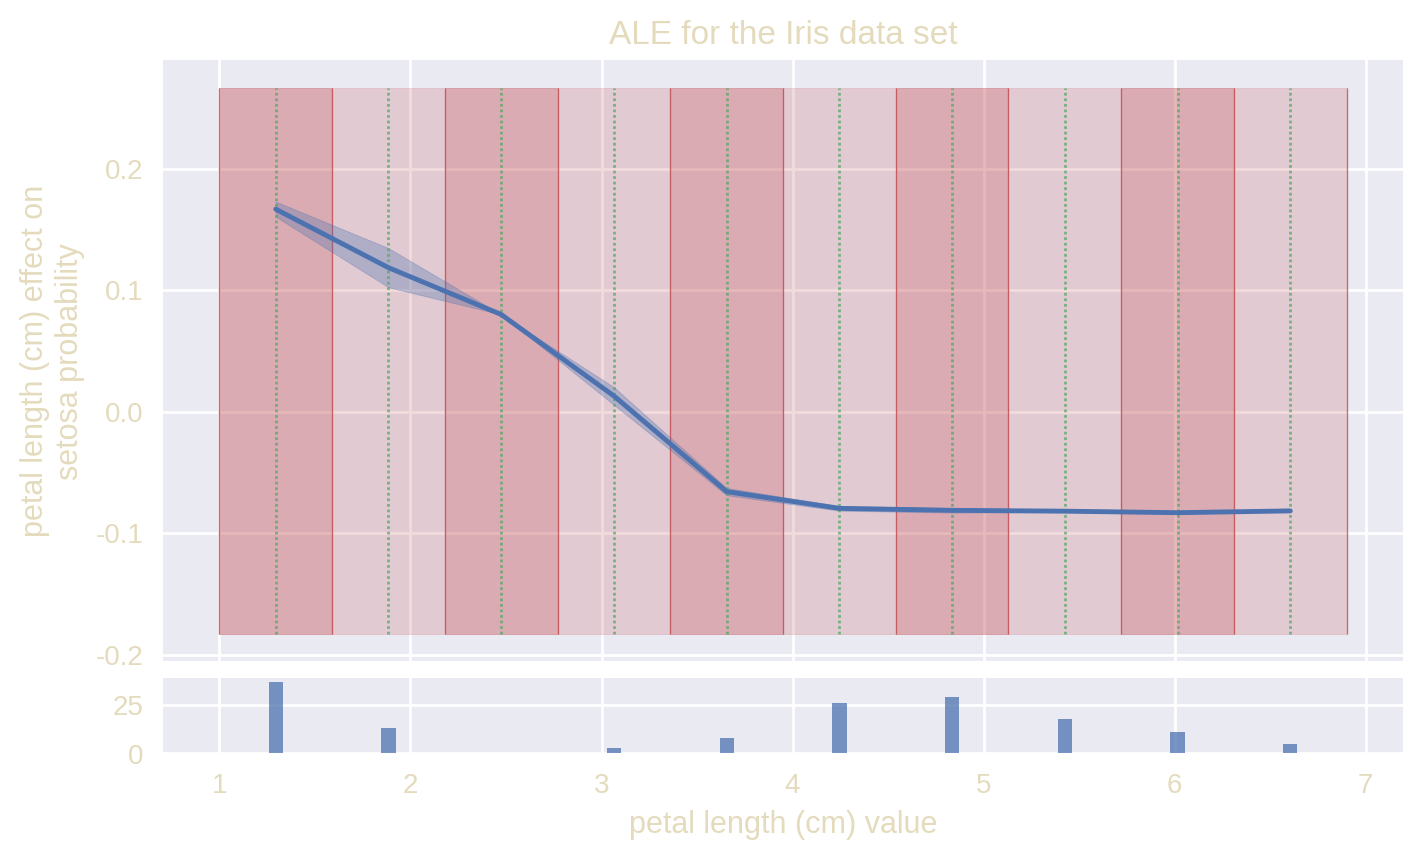 ALE for the Iris data set
petal length (cm) effect on
setosa probability
0.2
0.1
0.0
-0.1
-0.2
25
0
1 2 3 4 5 6 7
petal length (cm) value